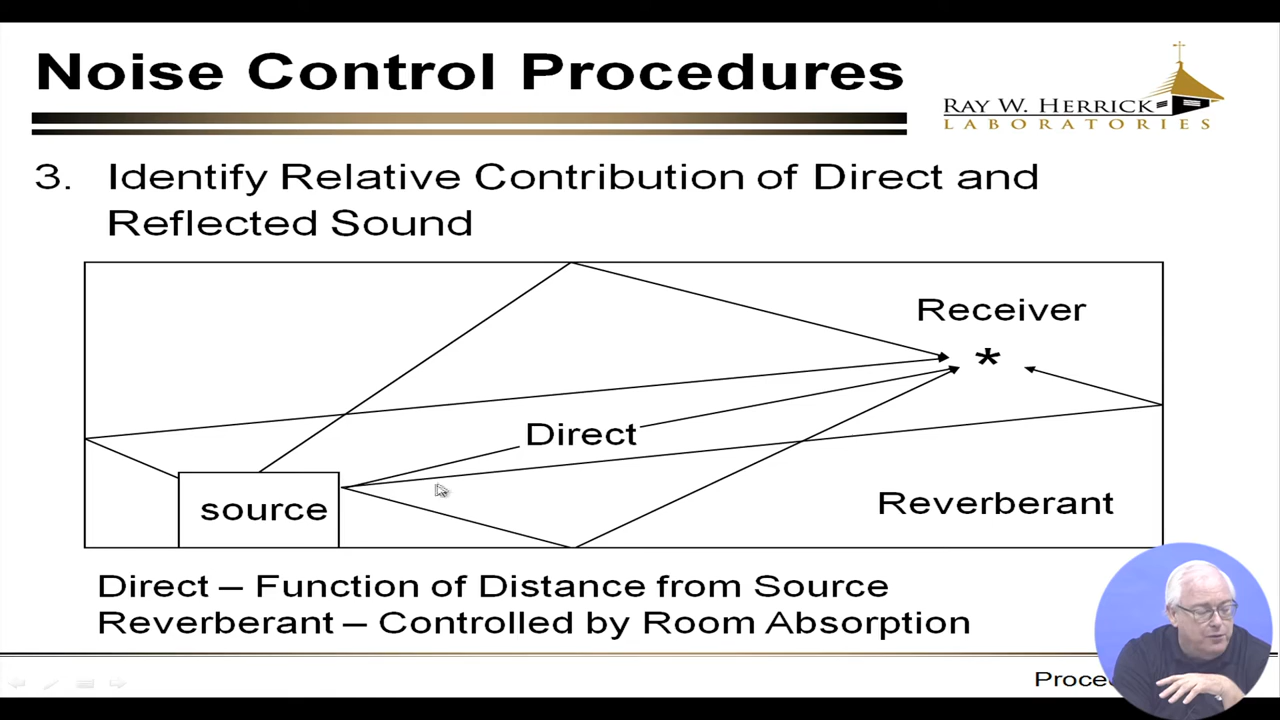 Noise Control Procedures
RAY W. HERRICK
LABORATORIES
3. Identify Relative Contribution of Direct and
Reflected Sound
Receiver
*
Direct
source
Reverberant
Direct – Function of Distance from Source
Reverberant – Controlled by Room Absorption